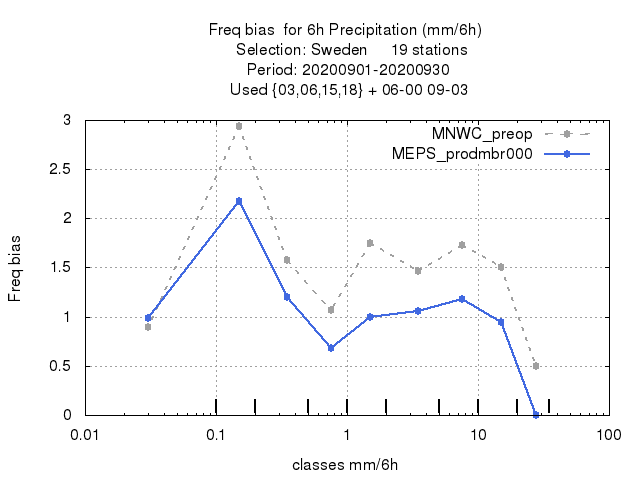 Freq bias  for 6h Precipitation (mm/6h)
Selection: Sweden     19 stations
Period: 20200901-20200930
Used {03,06,15,18} + 06-00 09-03
MNWC_preop
MEPS_prodmbr000
3
2.5
2
1.5
1
0.5
0
Freq bias
0.01 0.1 1 10 100
classes mm/6h